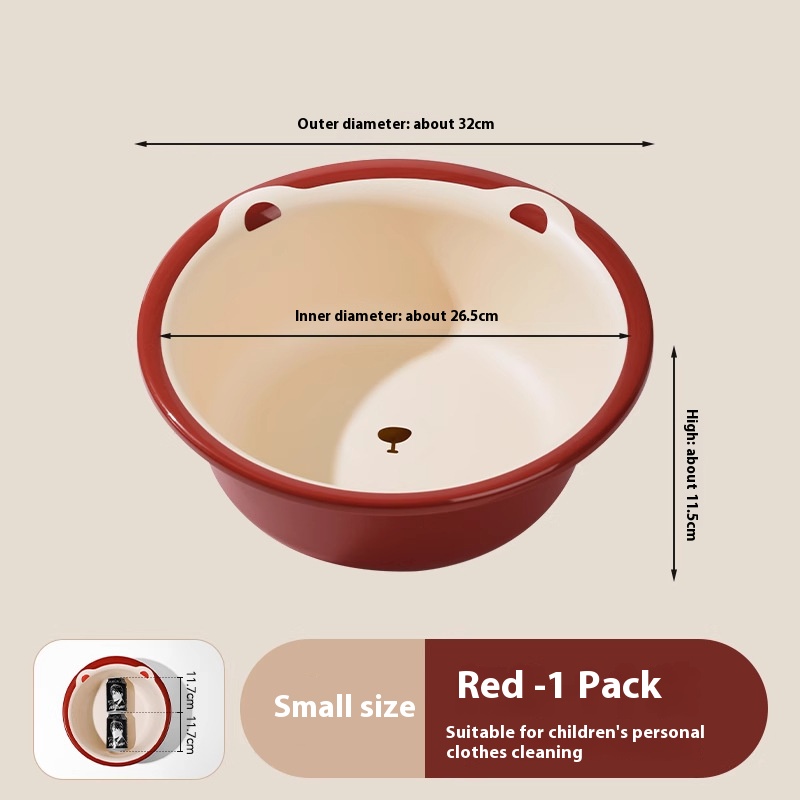 Outer diameter: about 32cm
Inner diameter: about 26.5cm
High: about 11.5cm
11.7cm
11.7cm
Small size
Red -1 Pack
Suitable for children's personal
clothes cleaning